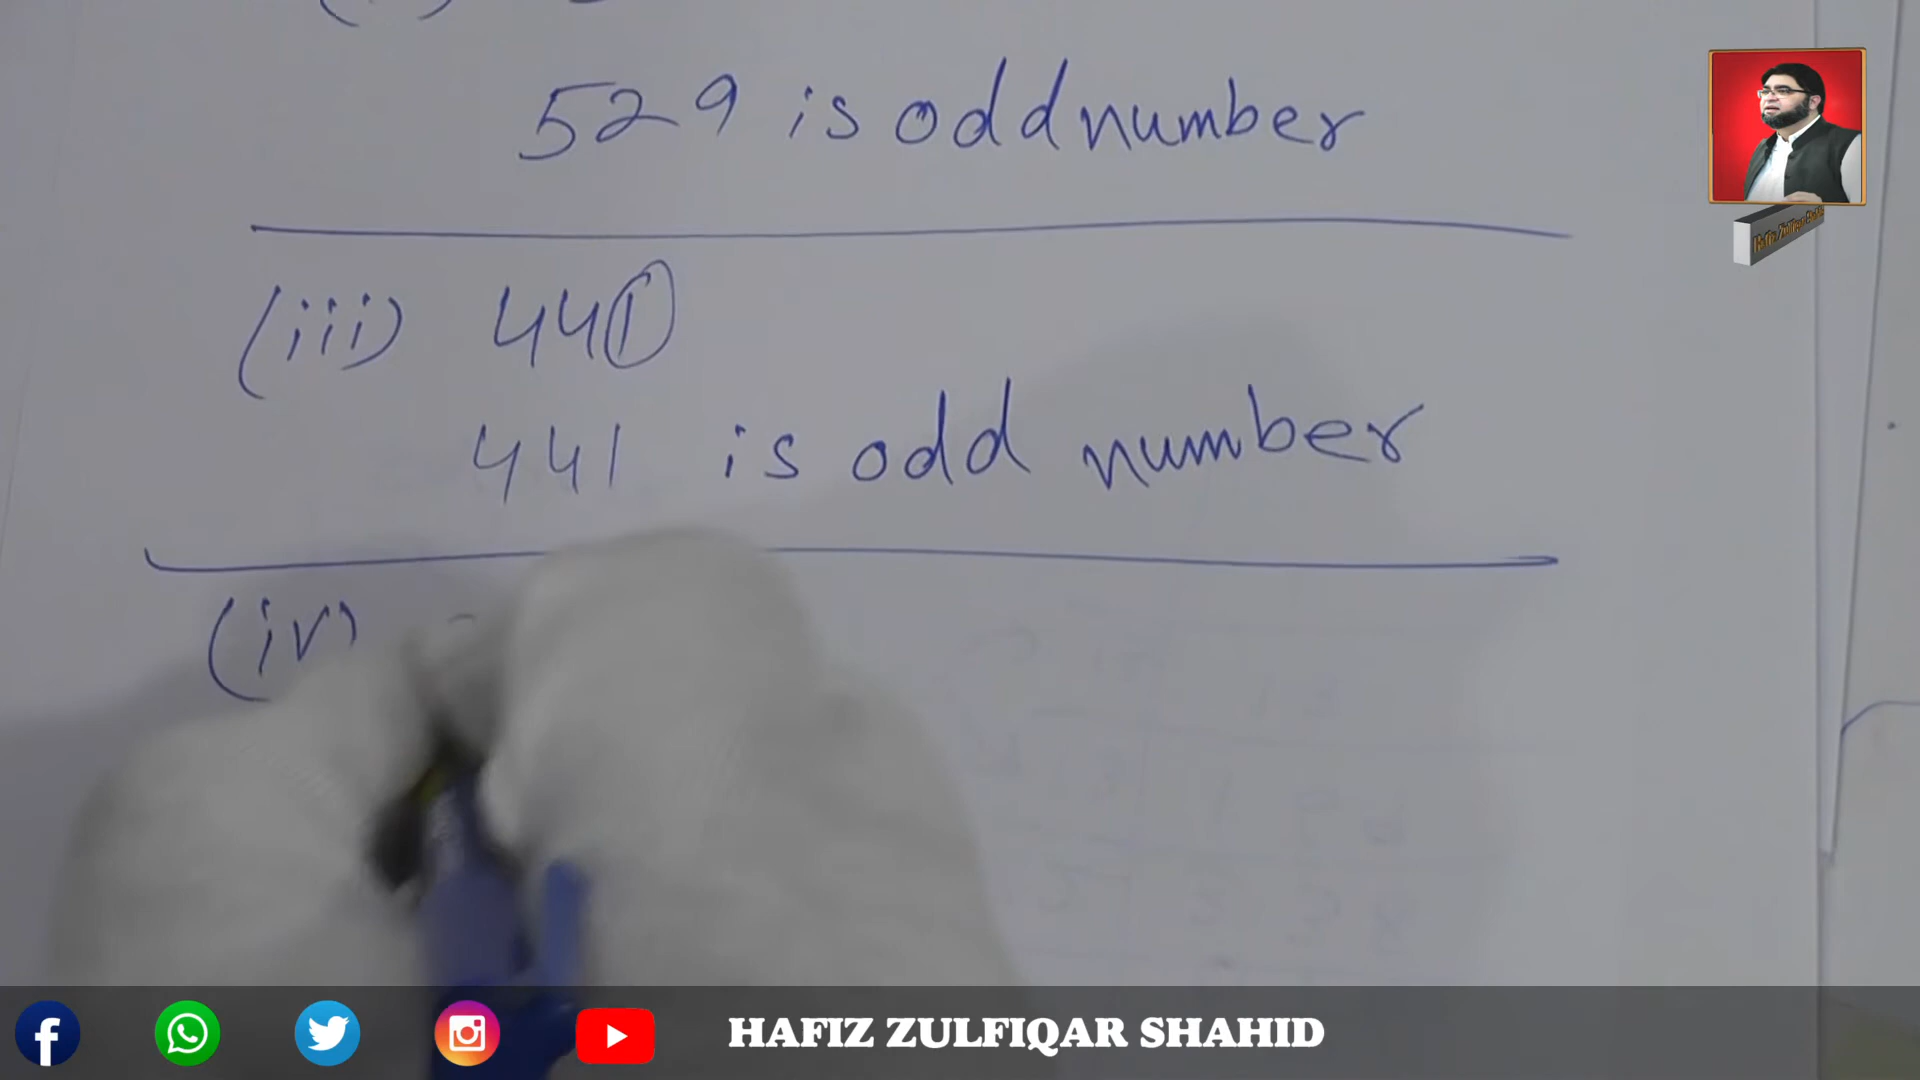 529 is odd number
(iii) 441
441 is odd number
(iv)
HAFIZ ZULFIQAR SHAHID